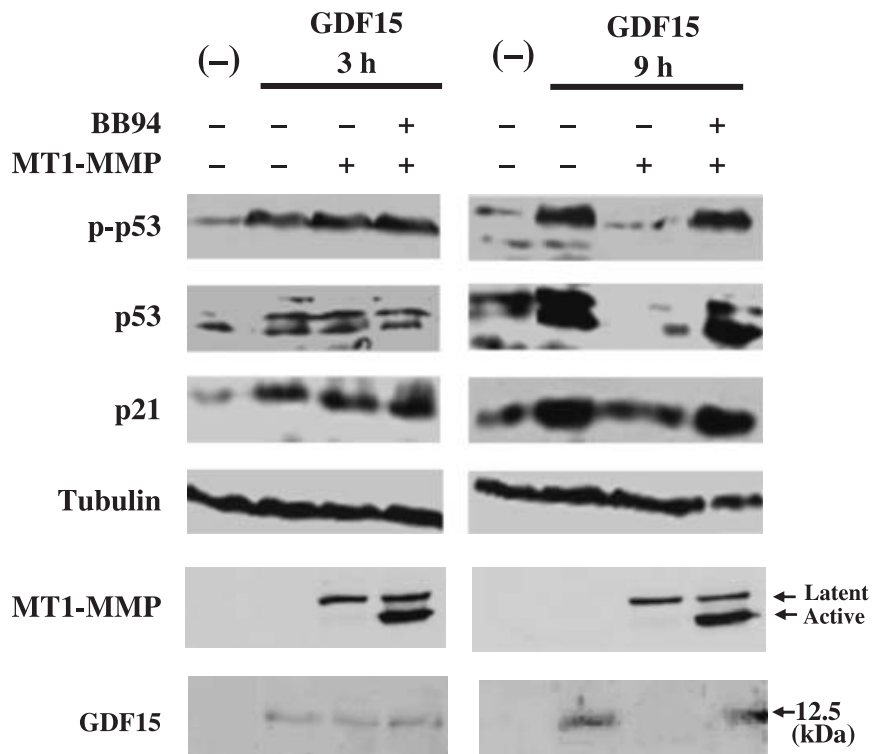 GDF15 GDF15
(–) 3 h (–) 9 h
BB94 – – – + – – – +
MT1-MMP – – + + – – + +
p-p53
p53
p21
Tubulin
MT1-MMP Latent
Active
GDF15 12.5
(kDa)